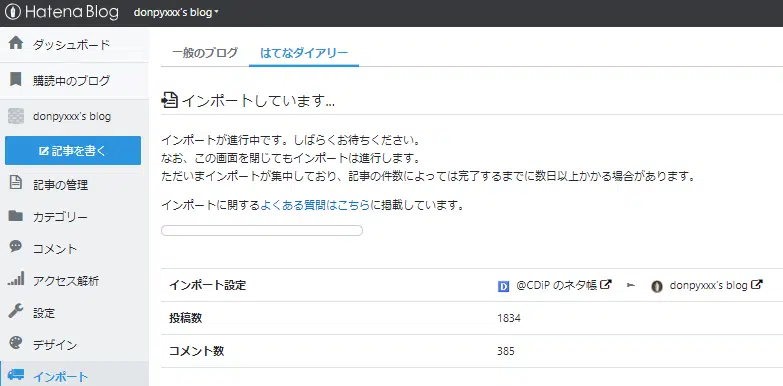 Hatena Blog donpyxxx's blog
ダッシュボード
購読中のブログ
donpyxxx's blog
記事を書く
記事の管理
カテゴリー
コメント
アクセス解析
設定
デザイン
インポート
一般のブログ はてなダイアリー
インポートしています...
インポートが進行中です。しばらくお待ちください。
なお、この画面を閉じてもインポートは進行します。
ただいまインポートが集中しており、記事の件数によっては完了するまでに数日以上かかる場合があります。
インポートに関するよくある質問はこちらに掲載しています。
インポート設定 D @CDiP のネタ帳 donpyxxx's blog
投稿数 1834
コメント数 385